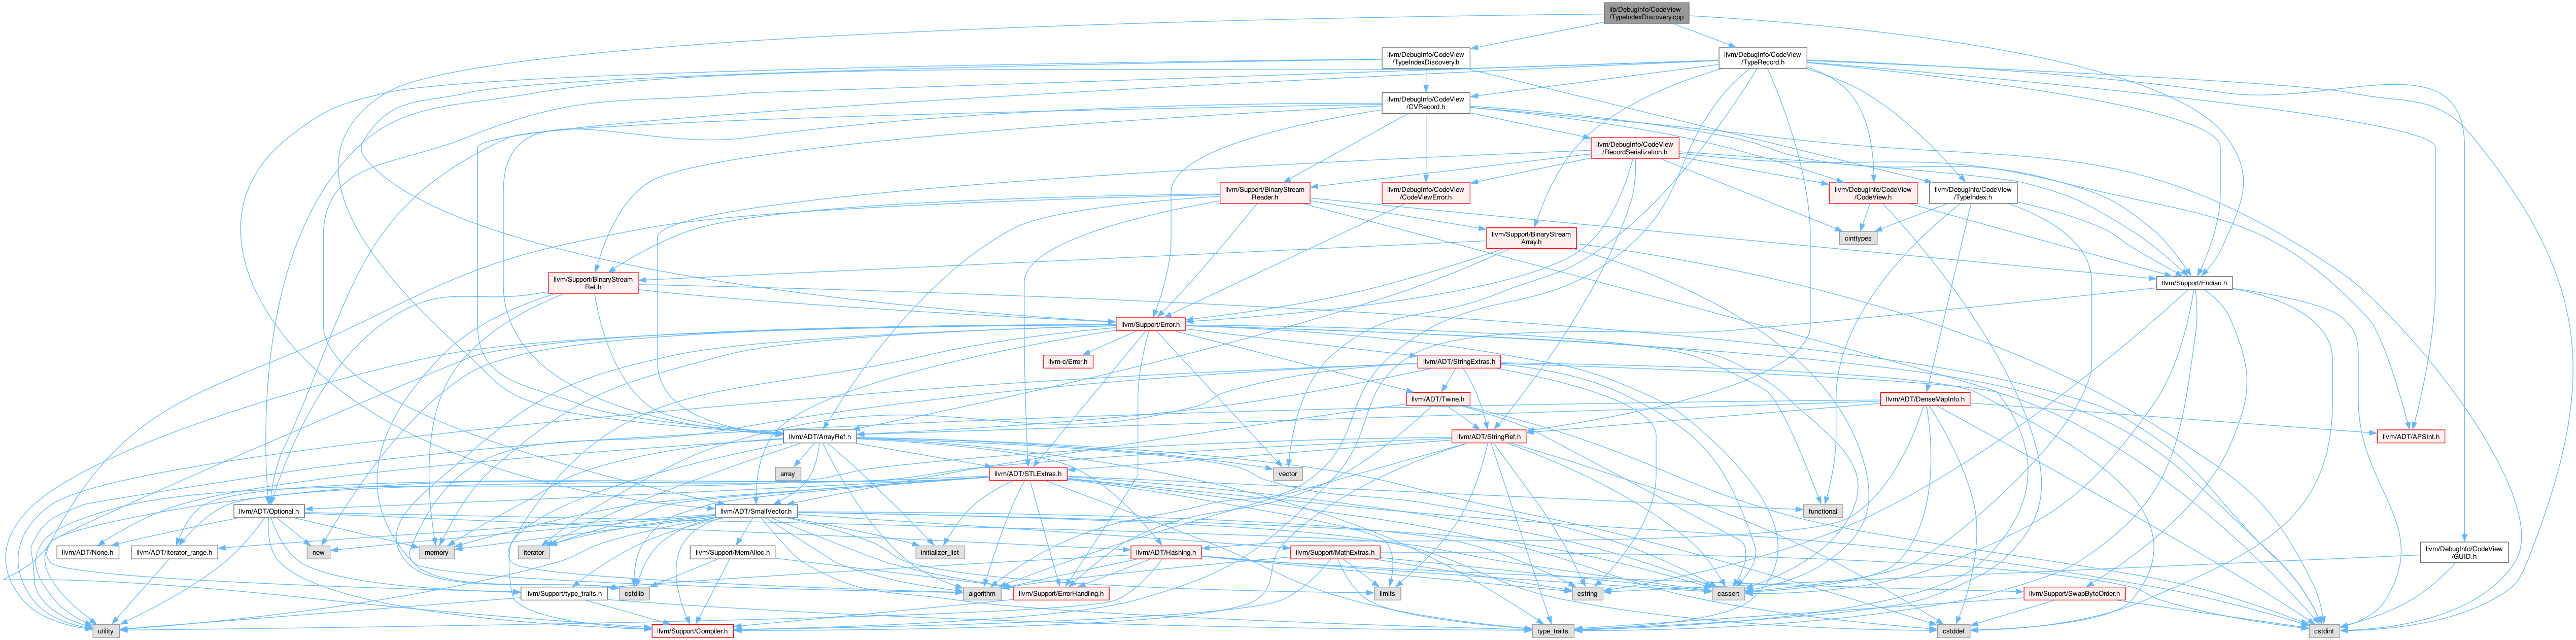 lib/DebugInfo/CodeView
/TypeIndexDiscovery.cpp
llvm/DebugInfo/CodeView
/TypeIndexDiscovery.h
llvm/DebugInfo/CodeView
/TypeRecord.h
llvm/DebugInfo/CodeView
/CVRecord.h
llvm/DebugInfo/CodeView
/RecordSerialization.h
llvm/Support/BinaryStream
Reader.h
llvm/DebugInfo/CodeView
/CodeViewError.h
llvm/DebugInfo/CodeView
/CodeView.h
llvm/DebugInfo/CodeView
/TypeIndex.h
llvm/Support/BinaryStream
Array.h
cinttypes
llvm/Support/BinaryStream
Ref.h
llvm/Support/Endian.h
llvm/Support/Error.h
llvm-c/Error.h
llvm/ADT/StringExtras.h
llvm/ADT/Twine.h
llvm/ADT/DenseMapInfo.h
llvm/ADT/ArrayRef.h
llvm/ADT/StringRef.h
llvm/ADT/APSInt.h
array
llvm/ADT/STLExtras.h
vector
llvm/ADT/Optional.h
llvm/ADT/SmallVector.h
functional
llvm/ADT/None.h
llvm/ADT/iterator_range.h
new
memory
iterator
llvm/Support/MemAlloc.h
initializer_list
llvm/ADT/Hashing.h
llvm/Support/MathExtras.h
llvm/DebugInfo/CodeView
/GUID.h
llvm/Support/type_traits.h
cstdlib
algorithm
llvm/Support/ErrorHandling.h
limits
cstring
cassert
llvm/Support/SwapByteOrder.h
utility
llvm/Support/Compiler.h
type_traits
cstddef
cstdint